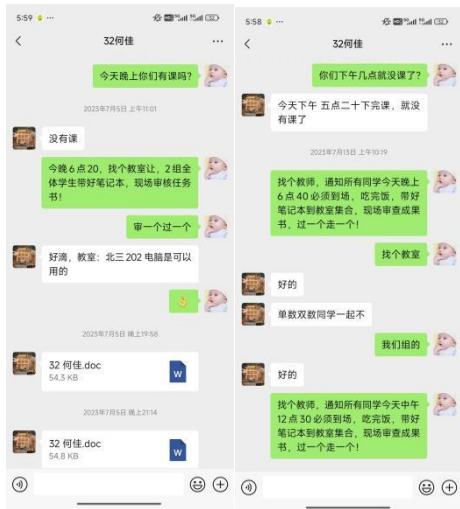 5:59
32何佳
今天晚上你们有课吗?
2023年7月5日 上午11:01
没有课
今晚6点20，找个教室让，2组全
体学生带好笔记本，现场审核任务
书!
审一个过一个
好滴，教室：北三202 电脑是可以
用的
2023年7月5日 晚上19:58
32 何佳.doc
54.3 KB
W
2023年7月5日 晚上21:14
32 何佳.doc
54.8 KB
W
5:58
32何佳
你们下午几点就没课了?
今天下午 五点二十下完课，就没
有课了
2023年7月13日 上午10:19
找个教师，通知所有同学今天晚上
6点40必须到场，吃完饭，带好
笔记本到教室集合，现场审查成果
书，过一个走一个!
找个教室
好的
单数双数同学一起不
我们组的
好的
找个教师，通知所有同学今天中午
12点30必须到场，吃完饭，带好
笔记本到教室集合，现场审查成果
书，过一个走一个!